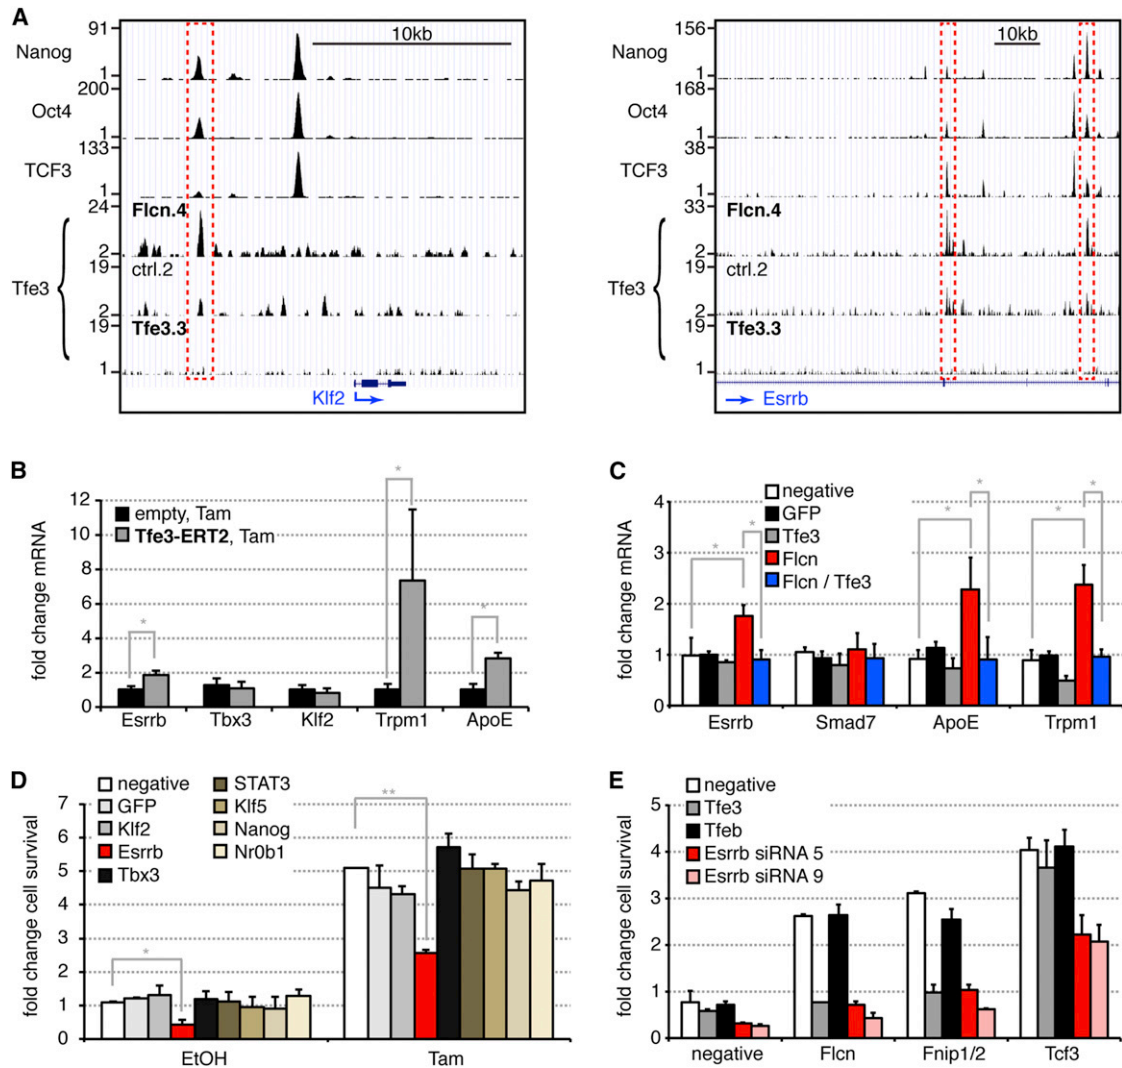 A
Nanog
91
1
10kb
Oct4
200
1
TCF3
133
1
Tfe3
24
Flcn.4
2
19
ctrl.2
2
19
Tfe3.3
1
Klf2
Nanog
156
1
10kb
Oct4
168
1
TCF3
38
1
Tfe3
33
Flcn.4
2
19
ctrl.2
2
19
Tfe3.3
1
Esrrb
B
fold change mRNA
12
10
8
6
4
2
0
empty, Tam
Tfe3-ERT2, Tam
*
*
*
Esrrb Tbx3 Klf2 Trpm1 ApoE
C
fold change mRNA
4
3
2
1
0
negative
GFP
Tfe3
Flcn
Flcn / Tfe3
*
*
*
*
*
*
Esrrb Smad7 ApoE Trpm1
D
fold change cell survival
7
6
5
4
3
2
1
0
negative
GFP
Klf2
Esrrb
Tbx3
STAT3
Klf5
Nanog
Nr0b1
*
**
EtOH Tam
E
fold change cell survival
5
4
3
2
1
0
negative
Tfe3
Tfeb
Esrrb siRNA 5
Esrrb siRNA 9
negative Flcn Fnip1/2 Tcf3